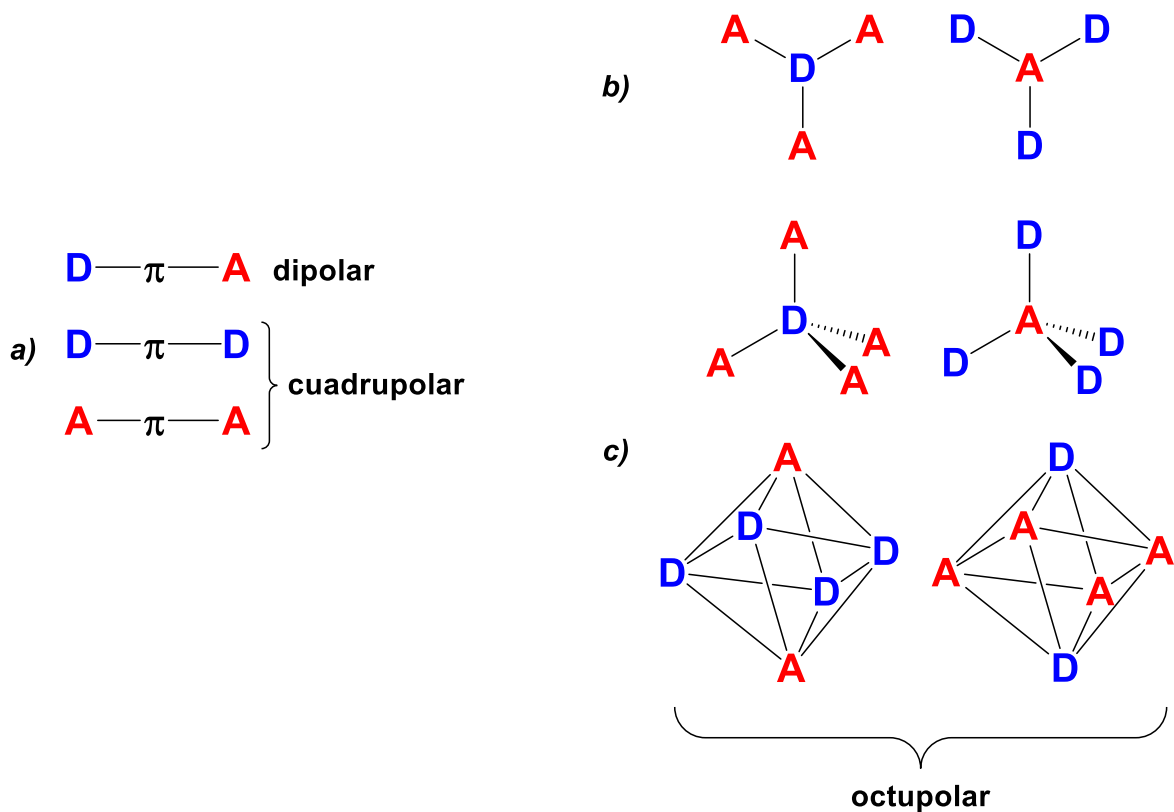 a)
D π A dipolar
D π D
A π A
cuadrupolar
b)
A A D D
D A
A D
A D
D A
A A A D D D
c)
A D
D A
D D A A
D A
A D
octupolar